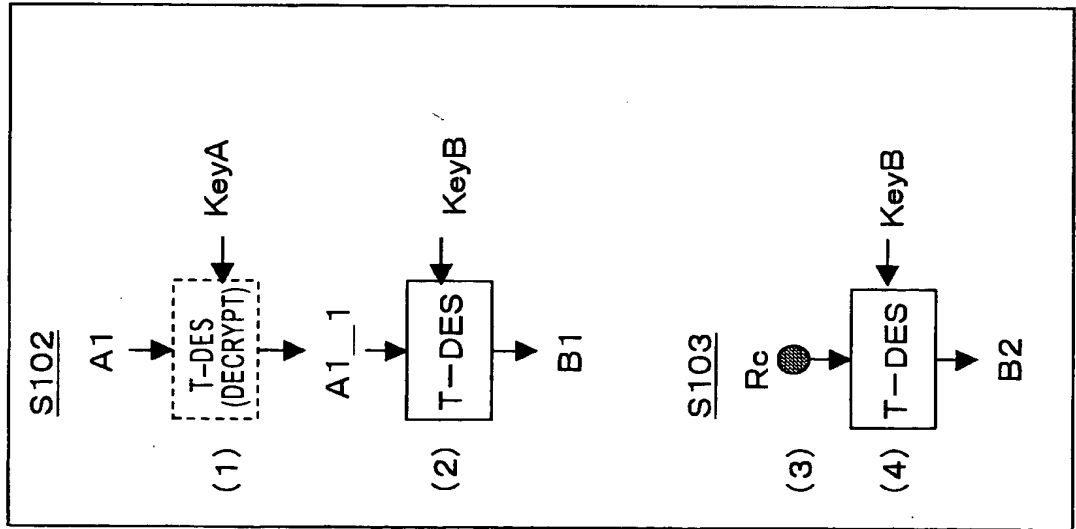 S102
A1
(1) T-DES KeyA
(DECRYPT)
A1_1
(2) T-DES KeyB
B1
S103
Rc
(3)
(4) T-DES KeyB
B2